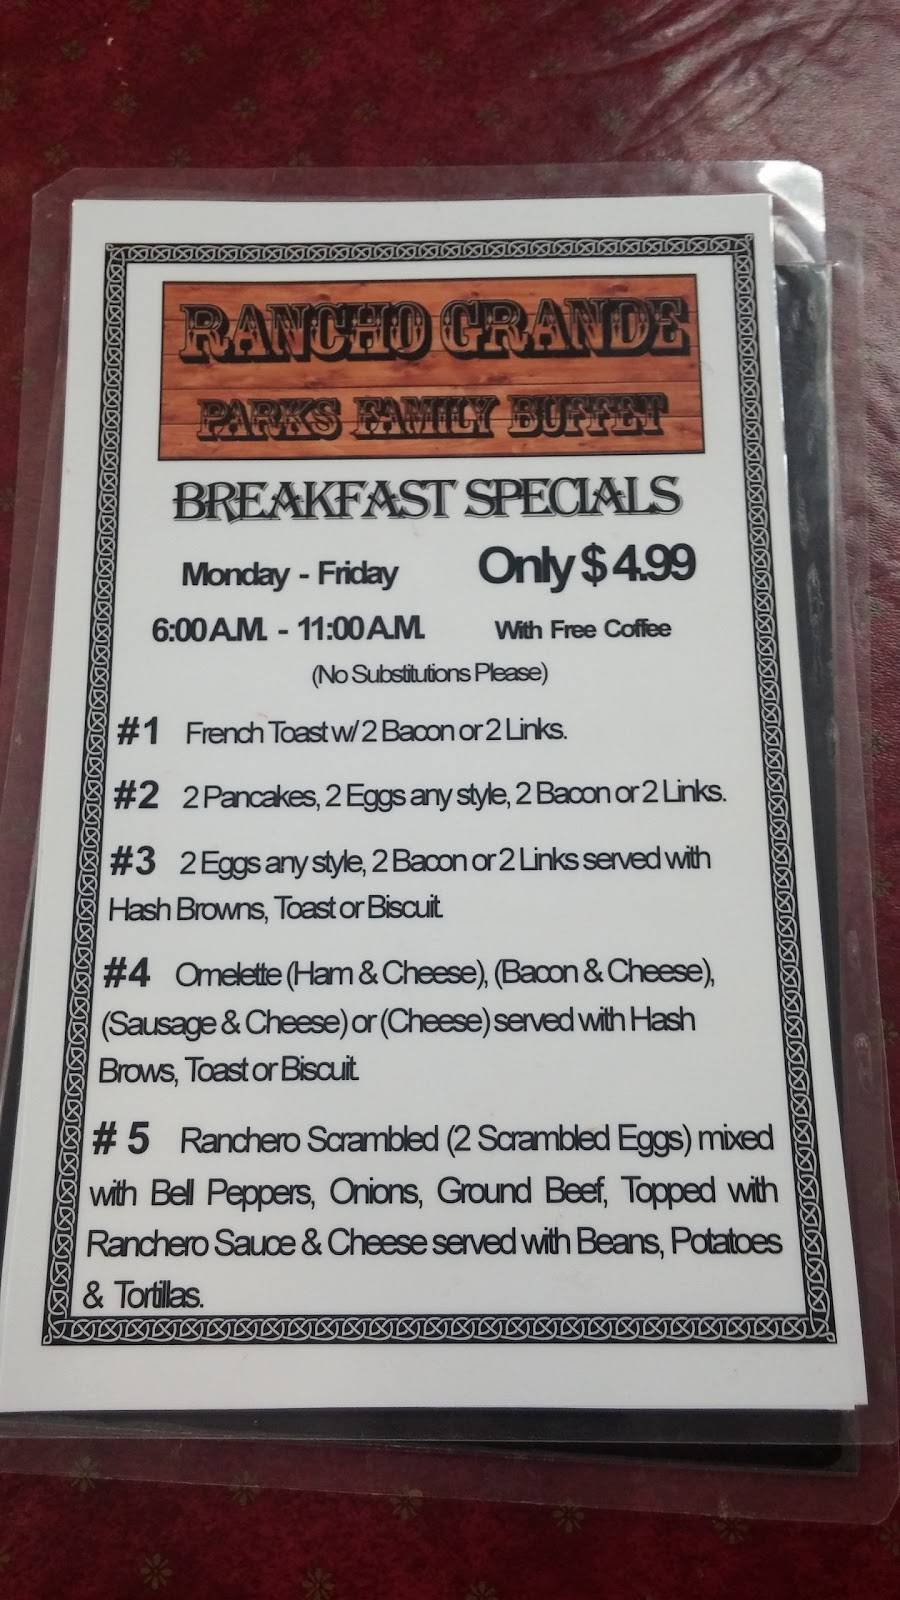 RANCHO GRANDE
PARKS FAMILY BUFFET
BREAKFAST SPECIALS
Monday - Friday Only $ 4.99
6:00 A.M. - 11:00 A.M. With Free Coffee
(No Substitutions Please)
#1 French Toast w/ 2 Bacon or 2 Links.
#2 2 Pancakes, 2 Eggs any style, 2 Bacon or 2 Links.
#3 2 Eggs any style, 2 Bacon or 2 Links served with
Hash Browns, Toast or Biscuit.
#4 Omelette (Ham & Cheese), (Bacon & Cheese),
(Sausage & Cheese) or (Cheese) served with Hash
Brows, Toast or Biscuit.
# 5 Ranchero Scrambled (2 Scrambled Eggs) mixed
with Bell Peppers, Onions, Ground Beef, Topped with
Ranchero Sauce & Cheese served with Beans, Potatoes
& Tortillas.